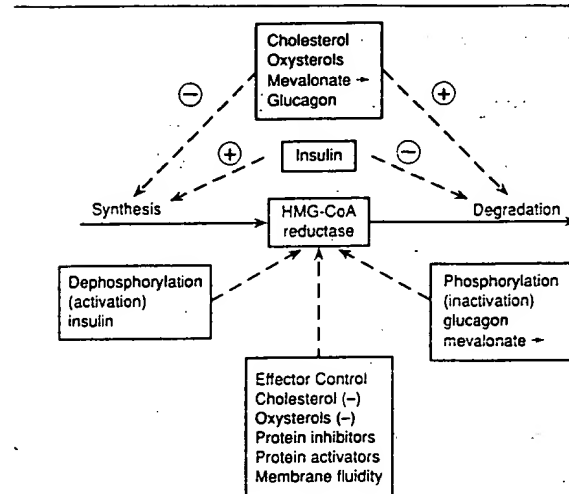 Cholesterol
Oxysterols
Mevalonate →
Glucagon
⊖
⊕
⊕
Insulin
⊖
Synthesis
HMG-CoA
reductase
Degradation
Dephosphorylation
(activation)
insulin
Phosphorylation
(inactivation)
glucagon
mevalonate →
Effector Control
Cholesterol (−)
Oxysterols (−)
Protein inhibitors
Protein activators
Membrane fluidity